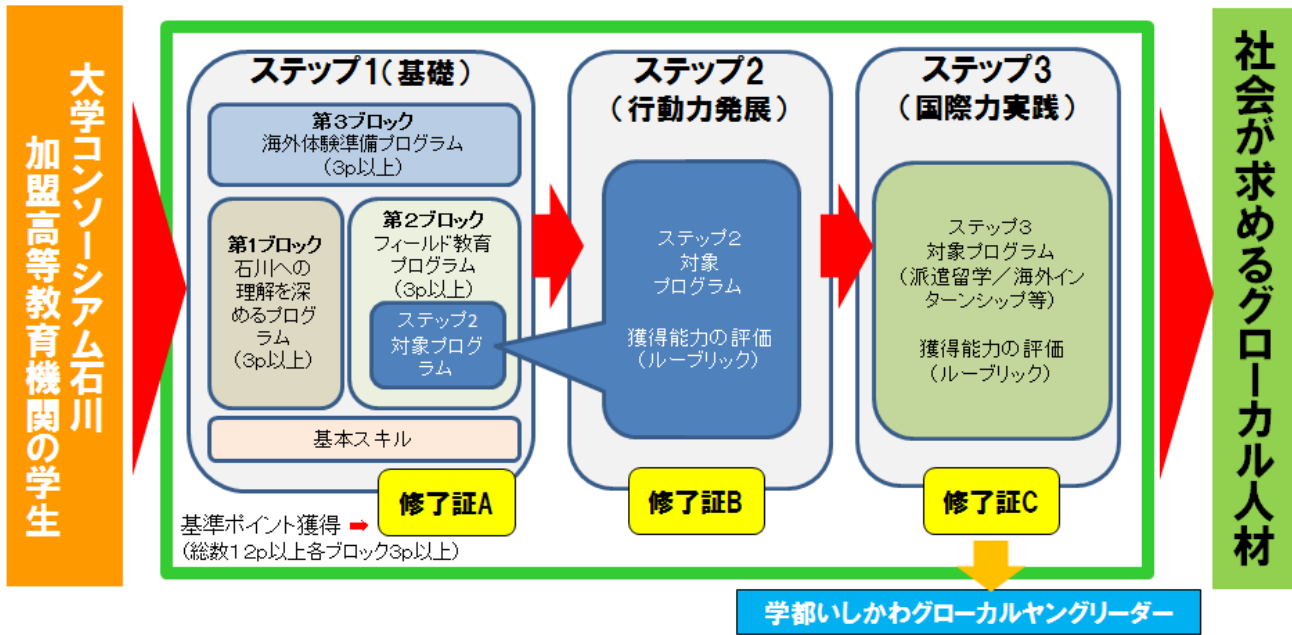 大学コンソーシアム石川
加盟高等教育機関の学生
ステップ1(基礎)
第3ブロック
海外体験準備プログラム
(3p以上)
第1ブロック
石川への
理解を深
めるプログ
ラム
(3p以上)
第2ブロック
フィールド教育
プログラム
(3p以上)
ステップ2
対象プログ
ラム
基本スキル
修了証A
基準ポイント獲得
(総数12p以上各ブロック3p以上)
ステップ2
(行動力発展)
ステップ2
対象
プログラム
獲得能力の評価
(ルーブリック)
修了証B
ステップ3
(国際力実践)
ステップ3
対象プログラム
(派遣留学/海外イン
ターンシップ等)
獲得能力の評価
(ルーブリック)
修了証C
学都いしかわグローカルヤングリーダー
社会が求めるグローカル人材